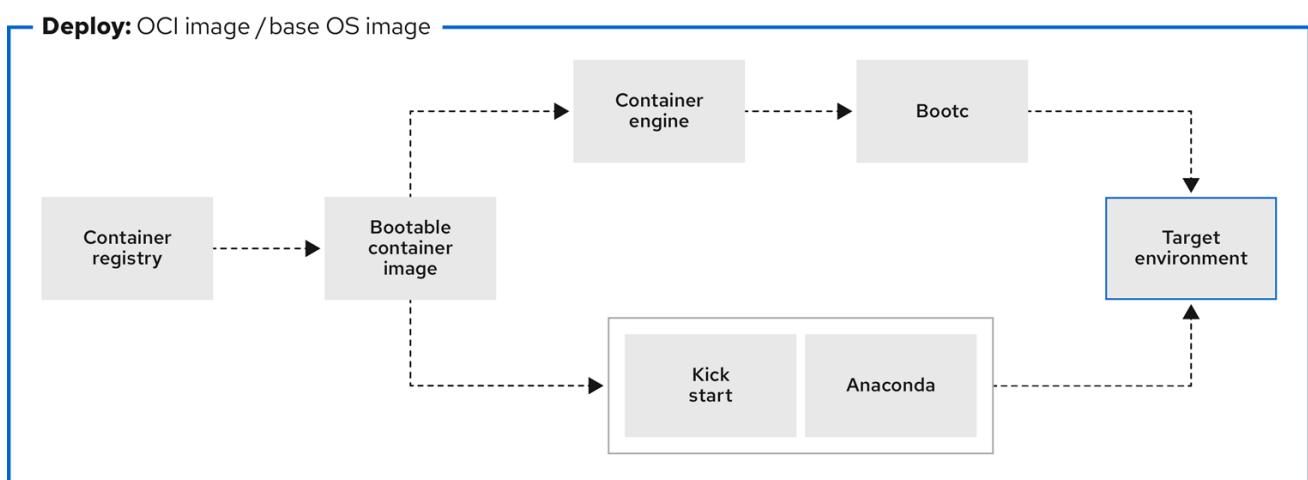 Deploy: OCI image / base OS image
Container
engine
Bootc
Container
registry
Bootable
container
image
Target
environment
Kick
start
Anaconda